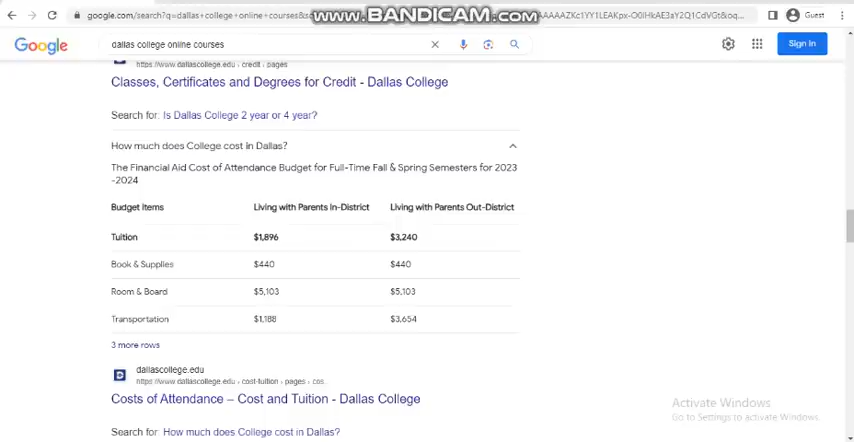 google.com/search?q=dallas+college+online+courses&s
www.BANDICAM.com
Guest
Google
dallas college online courses
Sign in
https://www.dallascollege.edu › credit › pages
Classes, Certificates and Degrees for Credit - Dallas College
Search for: Is Dallas College 2 year or 4 year?
How much does College cost in Dallas?
The Financial Aid Cost of Attendance Budget for Full-Time Fall & Spring Semesters for 2023
-2024
Budget Items Living with Parents In-District Living with Parents Out-District
Tuition $1,896 $3,240
Book & Supplies $440 $440
Room & Board $5,103 $5,103
Transportation $1,188 $3,654
3 more rows
dallascollege.edu
https://www.dallascollege.edu › cost-tuition › pages › cos.
Costs of Attendance – Cost and Tuition - Dallas College
Search for: How much does College cost in Dallas?
Activate Windows
Go to Settings to activate Windows.